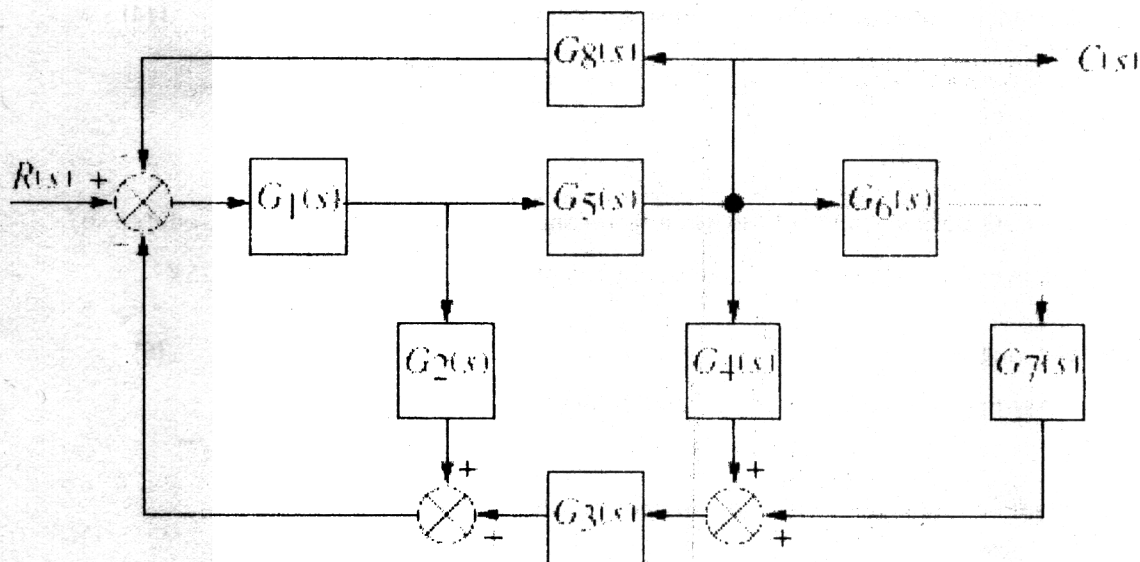 G8(s)
C(s)
R(s) +
-
G1(s)
G5(s)
G6(s)
-
G2(s)
G4(s)
G7(s)
+
+
G3(s)
+
+